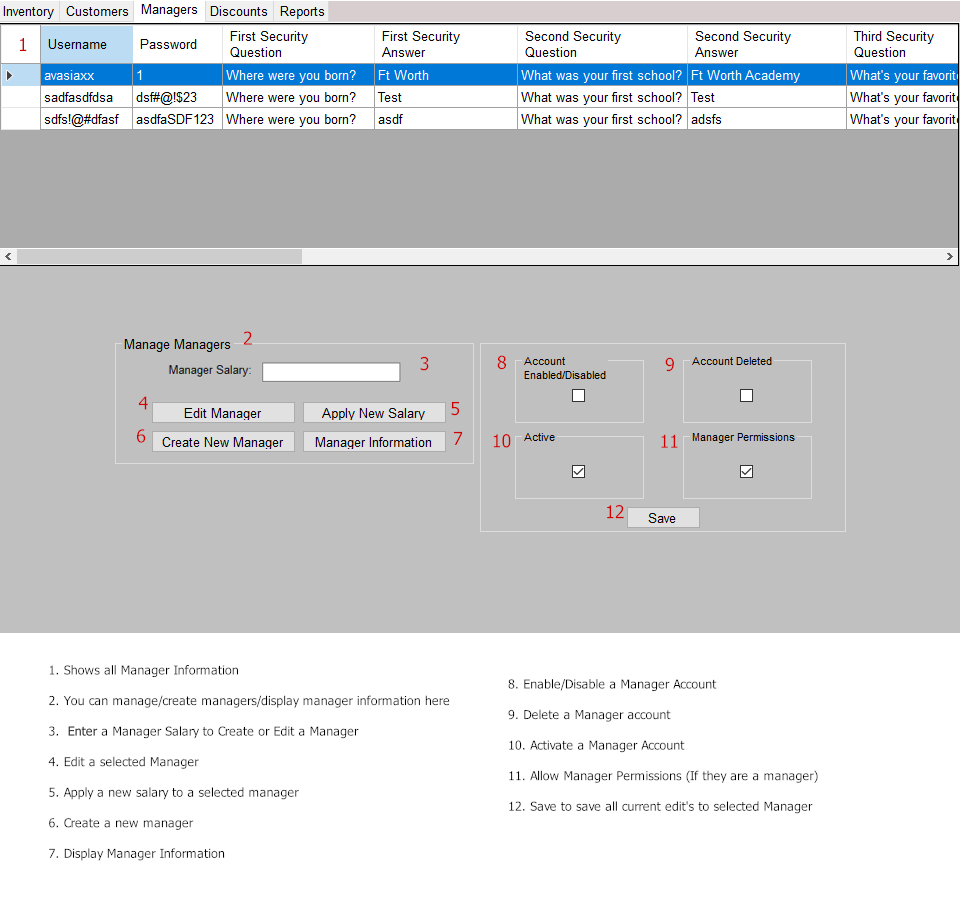 Inventory Customers Managers Discounts Reports
1 Username Password First Security Question First Security Answer Second Security Question Second Security Answer Third Security Question
avasiaxx 1 Where were you born? Ft Worth What was your first school? Ft Worth Academy What's your favorite
sadfasdfdsa dsf#@!$23 Where were you born? Test What was your first school? Test What's your favorite
sdfs!@#dfasf asdfaSDF123 Where were you born? asdf What was your first school? adsfs What's your favorite
Manage Managers 2
Manager Salary: 3
4 Edit Manager Apply New Salary 5
6 Create New Manager Manager Information 7
8 Account
Enabled/Disabled
9 Account Deleted
10 Active
11 Manager Permissions
12 Save
1. Shows all Manager Information
2. You can manage/create managers/display manager information here
3. Enter a Manager Salary to Create or Edit a Manager
4. Edit a selected Manager
5. Apply a new salary to a selected manager
6. Create a new manager
7. Display Manager Information
8. Enable/Disable a Manager Account
9. Delete a Manager account
10. Activate a Manager Account
11. Allow Manager Permissions (If they are a manager)
12. Save to save all current edit's to selected Manager